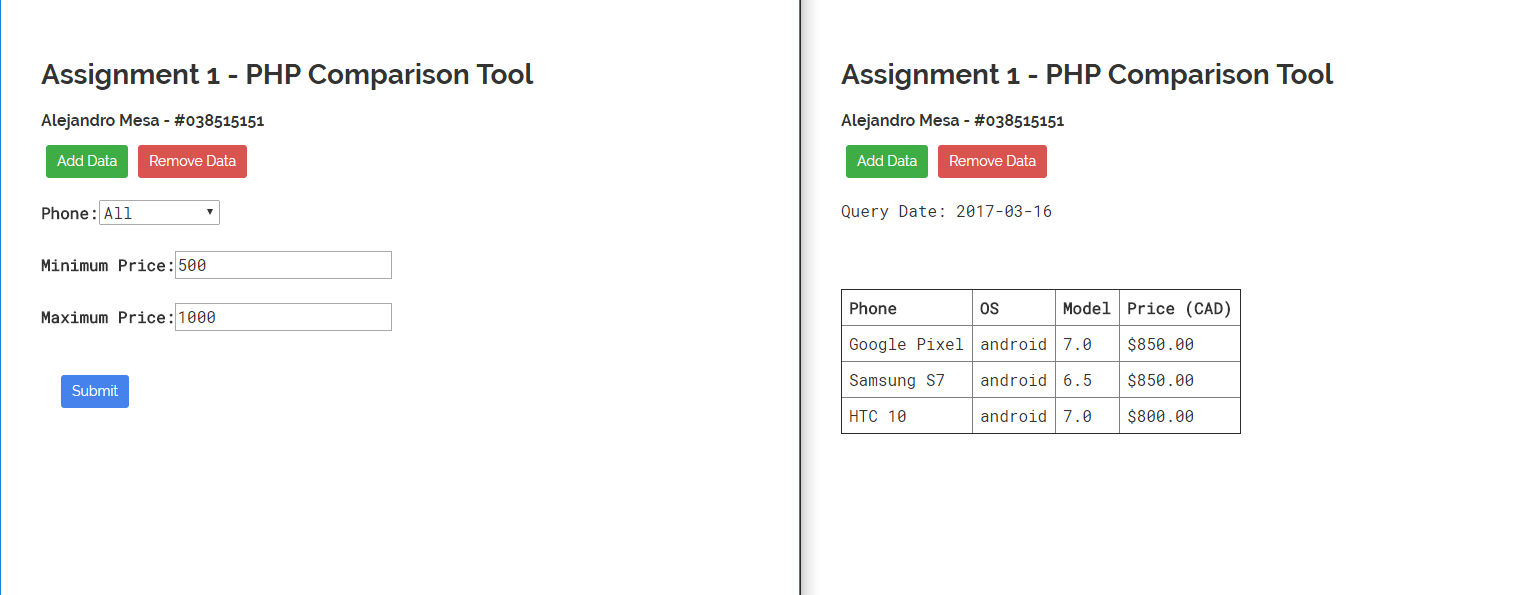 Assignment 1 - PHP Comparison Tool
Alejandro Mesa - #038515151
Add Data Remove Data
Phone: All
Minimum Price: 500
Maximum Price: 1000
Submit
Assignment 1 - PHP Comparison Tool
Alejandro Mesa - #038515151
Add Data Remove Data
Query Date: 2017-03-16
Phone OS Model Price (CAD)
Google Pixel android 7.0 $850.00
Samsung S7 android 6.5 $850.00
HTC 10 android 7.0 $800.00